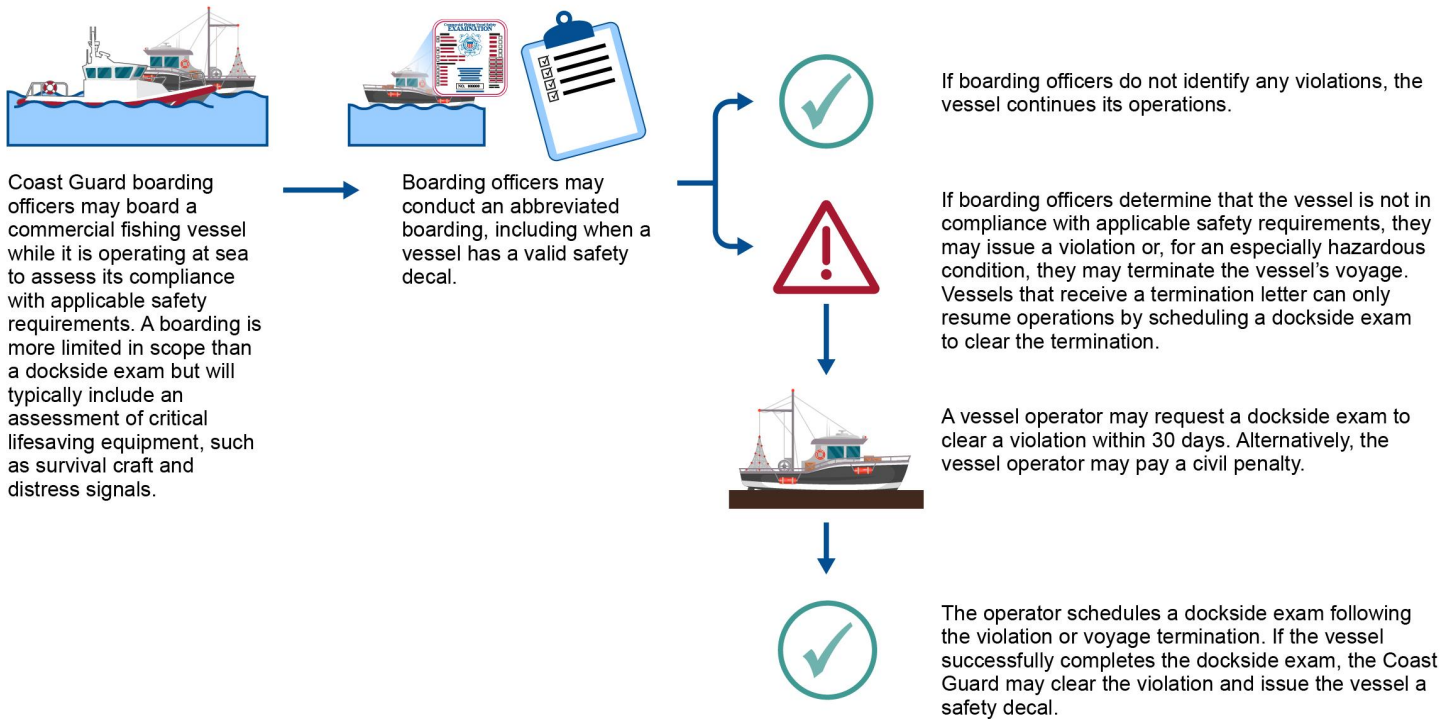 Commercial Fishing Vessel Safety
EXAMINATION
Coast Guard boarding
officers may board a
commercial fishing vessel
while it is operating at sea
to assess its compliance
with applicable safety
requirements. A boarding is
more limited in scope than
a dockside exam but will
typically include an
assessment of critical
lifesaving equipment, such
as survival craft and
distress signals.
Boarding officers may
conduct an abbreviated
boarding, including when a
vessel has a valid safety
decal.
If boarding officers do not identify any violations, the
vessel continues its operations.
If boarding officers determine that the vessel is not in
compliance with applicable safety requirements, they
may issue a violation or, for an especially hazardous
condition, they may terminate the vessel’s voyage.
Vessels that receive a termination letter can only
resume operations by scheduling a dockside exam
to clear the termination.
A vessel operator may request a dockside exam to
clear a violation within 30 days. Alternatively, the
vessel operator may pay a civil penalty.
The operator schedules a dockside exam following
the violation or voyage termination. If the vessel
successfully completes the dockside exam, the Coast
Guard may clear the violation and issue the vessel a
safety decal.